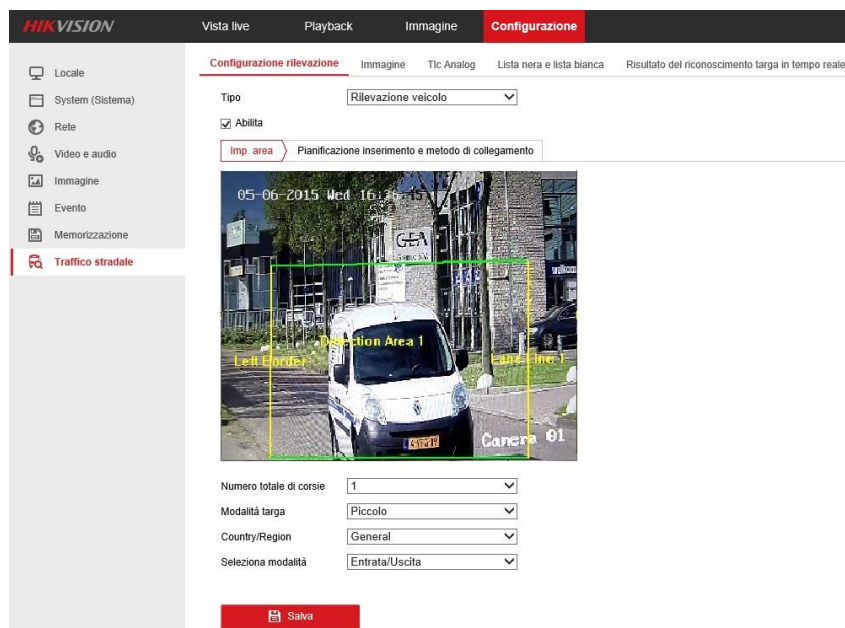 HIKVISION
Vista live Playback Immagine Configurazione
Locale
System (Sistema)
Rete
Video e audio
Immagine
Evento
Memorizzazione
Traffico stradale
Configurazione rilevazione Immagine Tlc Analog Lista nera e lista bianca Risultato del riconoscimento targa in tempo reale
Tipo Rilevazione veicolo
Abilita
Imp. area Pianificazione inserimento e metodo di collegamento
05-06-2015 Wed
GEA
Detection Area 1
Left Border Lane Line 1
Camera 01
Numero totale di corsie 1
Modalità targa Piccolo
Country/Region General
Seleziona modalità Entrata/Uscita
Salva